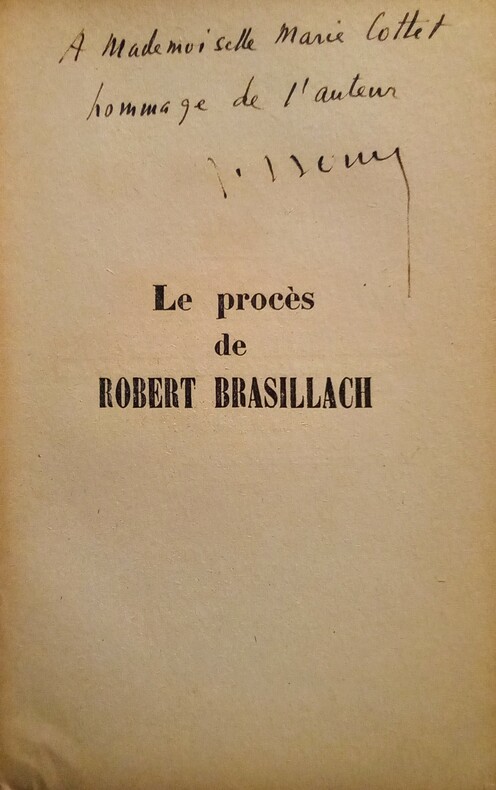 A Mademoiselle Marie Cottet
hommage de l'auteur
Le procès
de
ROBERT BRASILLACH